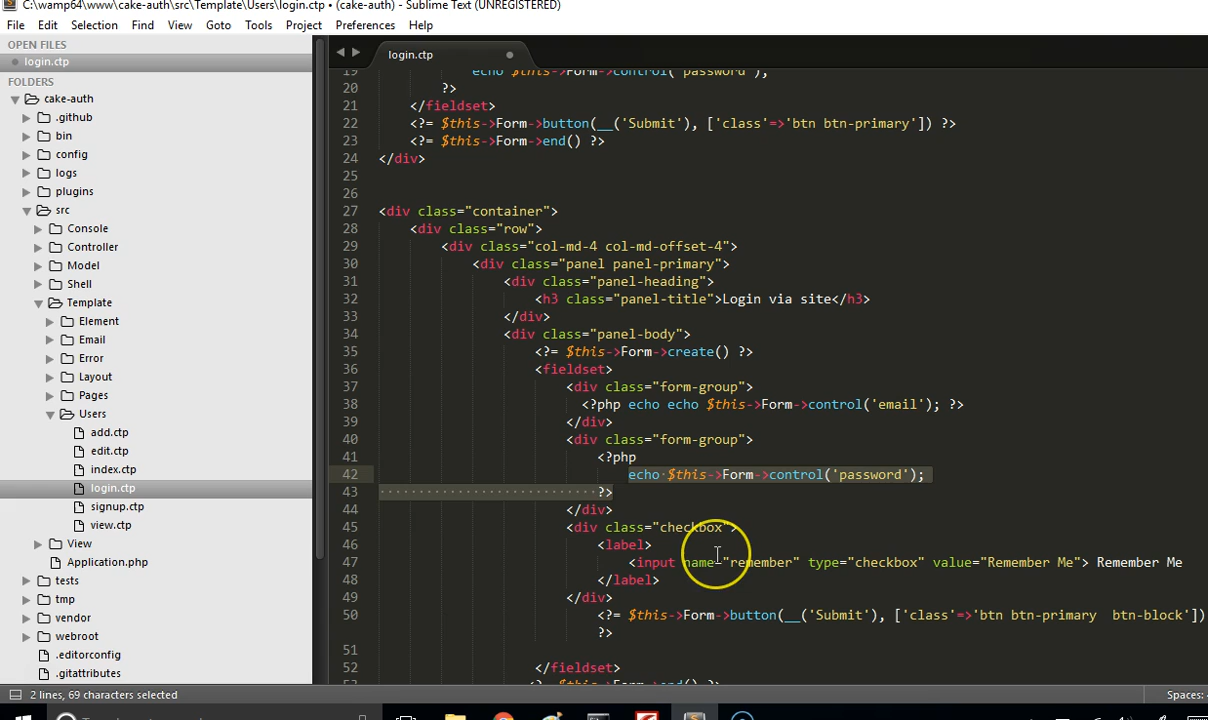 C:\wamp64\www\cake-auth\src\Template\Users\login.ctp • (cake-auth) - Sublime Text (UNREGISTERED)
File Edit Selection Find View Goto Tools Project Preferences Help
OPEN FILES
login.ctp
FOLDERS
cake-auth
.github
bin
config
logs
plugins
src
Console
Controller
Model
Shell
Template
Element
Email
Error
Layout
Pages
Users
add.ctp
edit.ctp
index.ctp
login.ctp
signup.ctp
view.ctp
View
Application.php
tests
tmp
vendor
webroot
.editorconfig
.gitattributes
login.ctp
19 echo $this->Form->control('password');
20 ?>
21 </fieldset>
22 <?= $this->Form->button(__('Submit'), ['class'=>'btn btn-primary']) ?>
23 <?= $this->Form->end() ?>
24 </div>
25
26
27 <div class="container">
28 <div class="row">
29 <div class="col-md-4 col-md-offset-4">
30 <div class="panel panel-primary">
31 <div class="panel-heading">
32 <h3 class="panel-title">Login via site</h3>
33 </div>
34 <div class="panel-body">
35 <?= $this->Form->create() ?>
36 <fieldset>
37 <div class="form-group">
38 <?php echo echo $this->Form->control('email'); ?>
39 </div>
40 <div class="form-group">
41 <?php
42 echo $this->Form->control('password');
43 ?>
44 </div>
45 <div class="checkbox">
46 <label>
47 <input name="remember" type="checkbox" value="Remember Me"> Remember Me
48 </label>
49 </div>
50 <?= $this->Form->button(__('Submit'), ['class'=>'btn btn-primary  btn-block'])
?>
51
52 </fieldset>
53 <?= $this->Form->end() ?>
2 lines, 69 characters selected
Spaces: